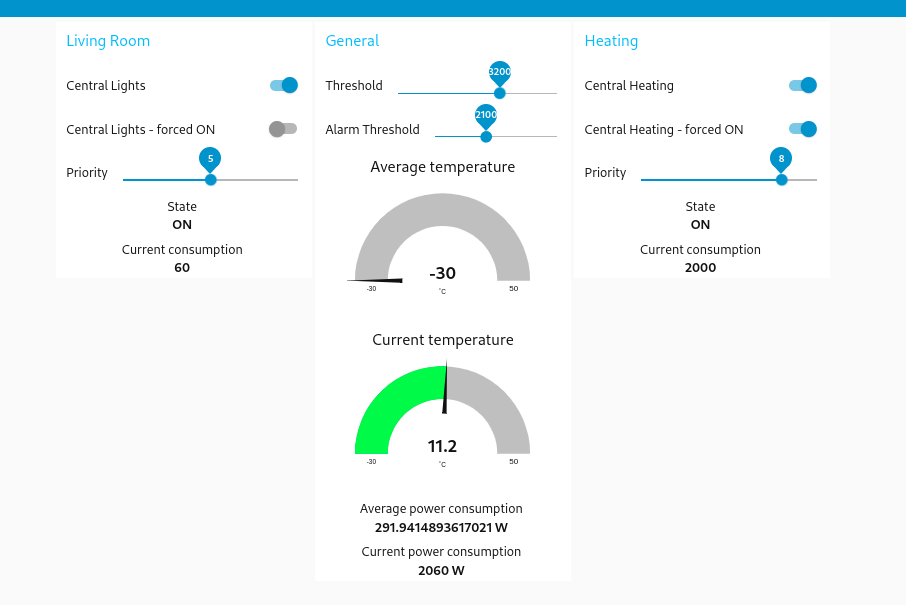 Living Room
Central Lights
Central Lights - forced ON
Priority
5
State
ON
Current consumption
60
General
Threshold
3200
Alarm Threshold
2100
Average temperature
-30
°C
-30
50
Current temperature
11.2
°C
-30
50
Average power consumption
291.9414893617021 W
Current power consumption
2060 W
Heating
Central Heating
Central Heating - forced ON
Priority
8
State
ON
Current consumption
2000